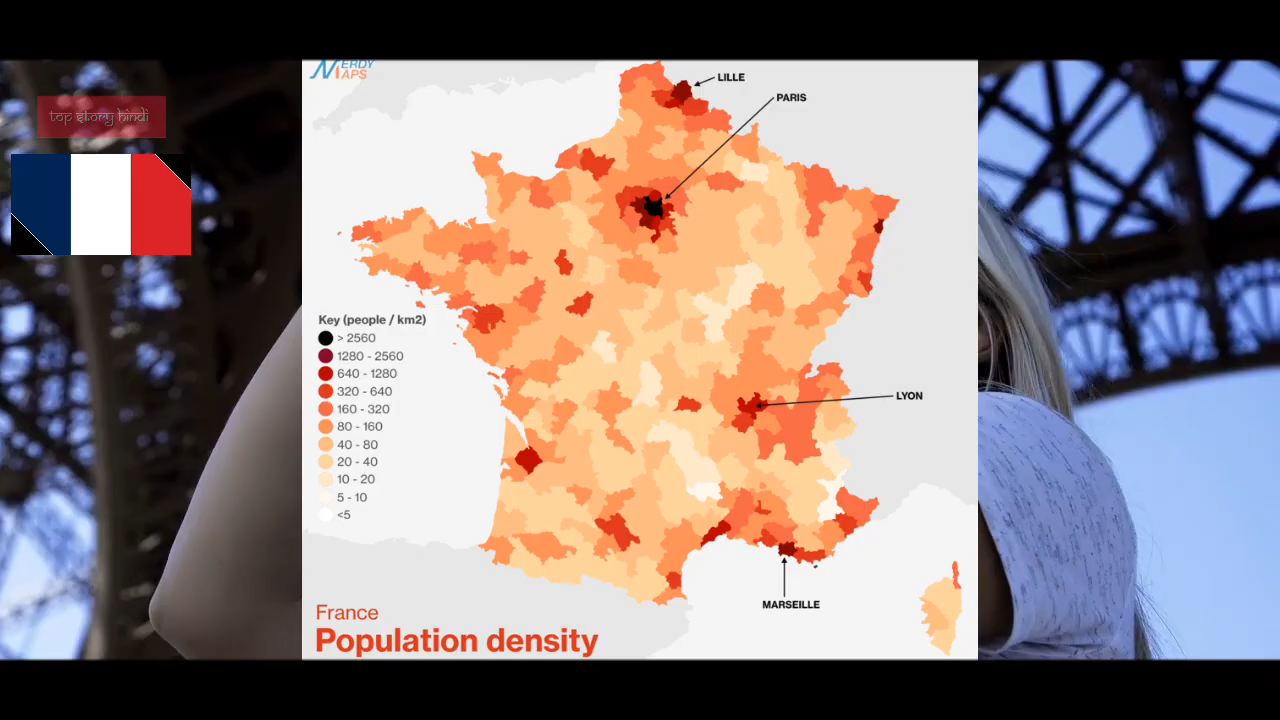 NERDY
MAPS
top story hindi
LILLE
PARIS
Key (people / km2)
> 2560
1280 - 2560
640 - 1280
320 - 640
160 - 320
80 - 160
40 - 80
20 - 40
10 - 20
5 - 10
<5
LYON
MARSEILLE
France
Population density